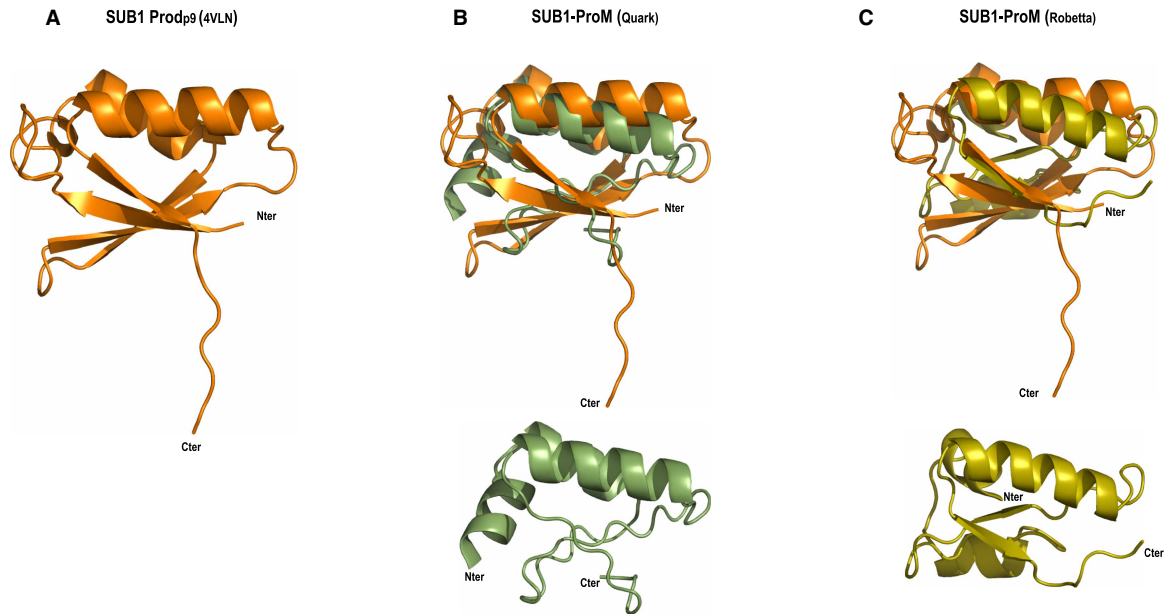 A SUB1 Prodp9 (4VLN)
B SUB1-ProM (Quark)
C SUB1-ProM (Robetta)
Nter
Cter
Nter
Cter
Nter
Cter
Nter
Cter
Nter
Cter